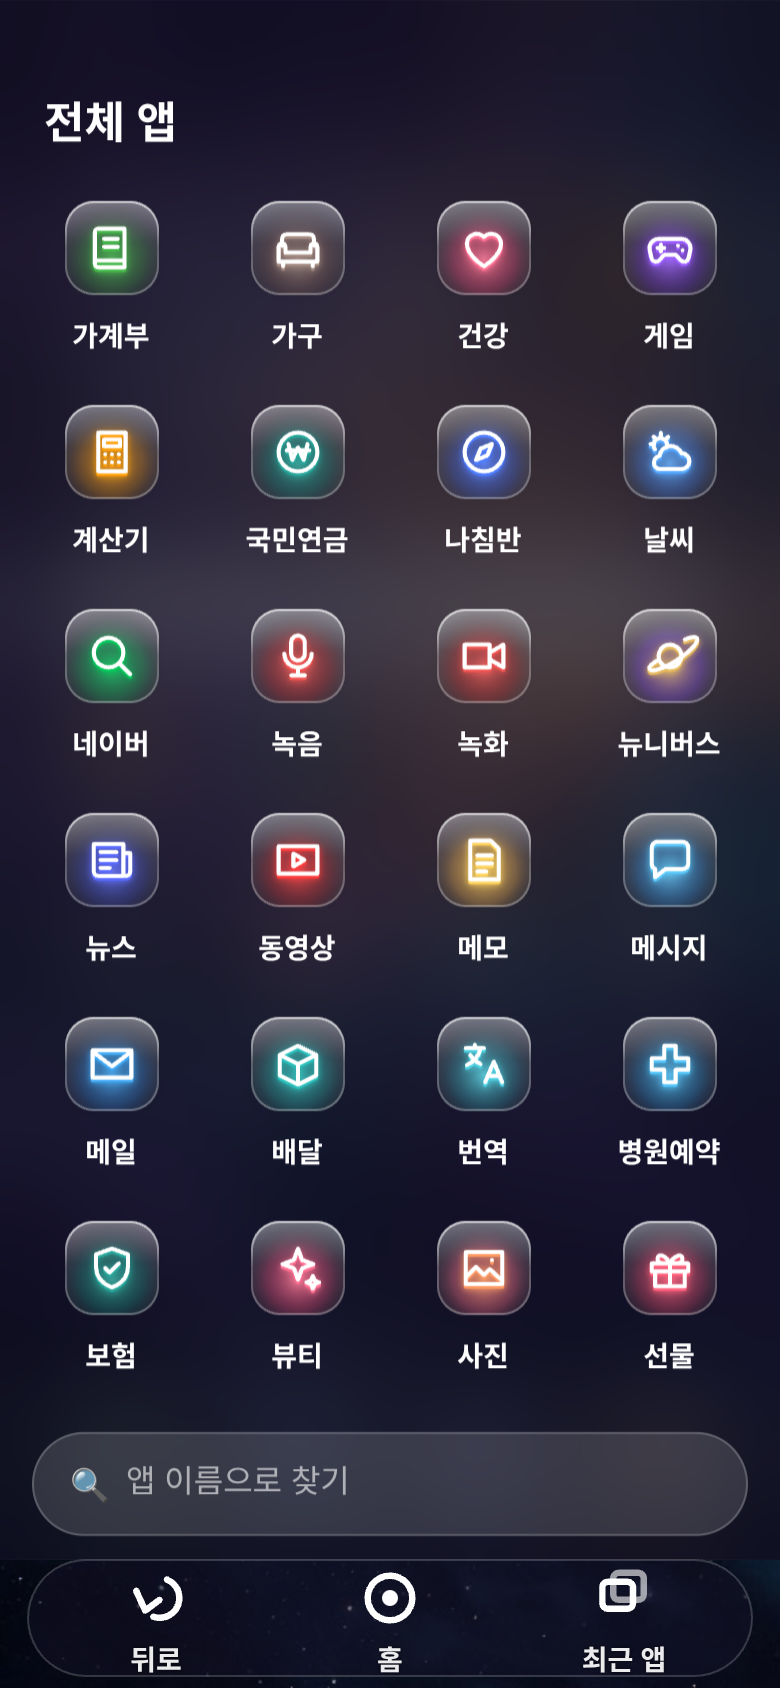 전체 앱
가계부 가구 건강 게임
계산기 국민연금 나침반 날씨
네이버 녹음 녹화 뉴니버스
뉴스 동영상 메모 메시지
메일 배달 번역 병원예약
보험 뷰티 사진 선물
앱 이름으로 찾기
뒤로 홈 최근 앱